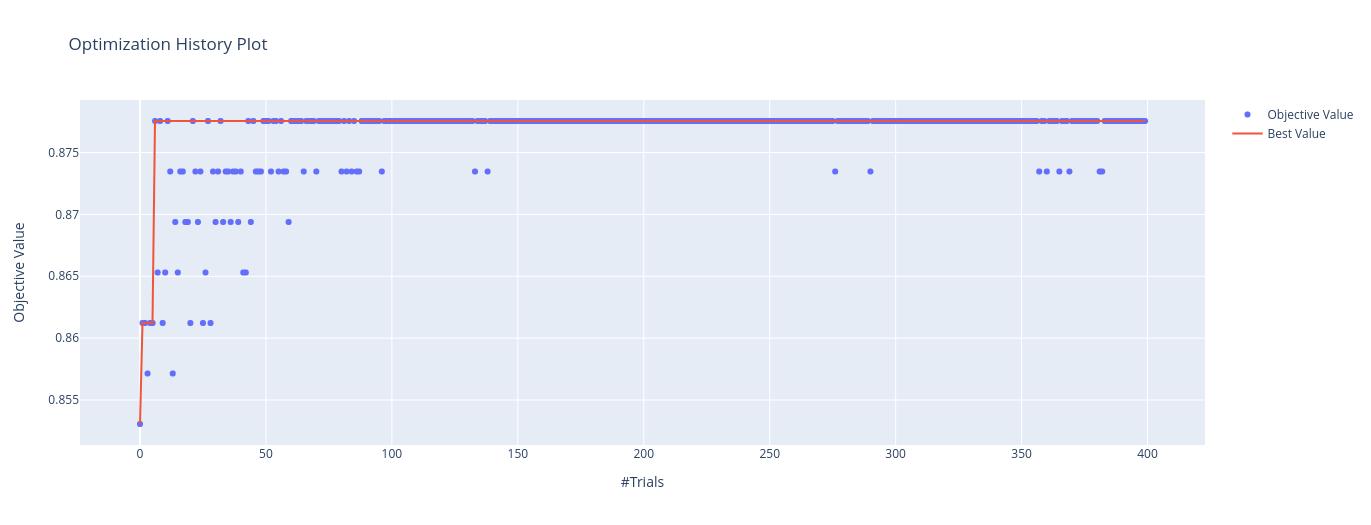 Optimization History Plot
Objective Value
Best Value
0.875
0.87
0.865
0.86
0.855
Objective Value
0
50
100
150
200
250
300
350
400
#Trials